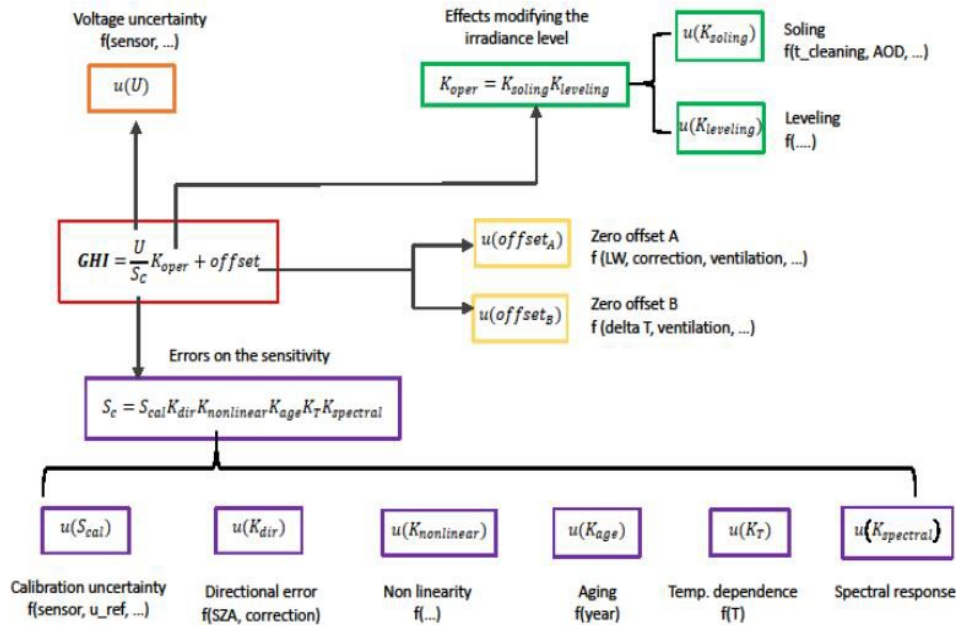 Voltage uncertainty
f(sensor, ...)
u(U)
Effects modifying the
irradiance level
K_oper = K_soling K_leveling
u(K_soling)
Soling
f(t_cleaning, AOD, ...)
u(K_leveling)
Leveling
f(....)
GHI = U/S_c K_oper + offset
u(offset_A)
Zero offset A
f (LW, correction, ventilation, ...)
u(offset_B)
Zero offset B
f (delta T, ventilation, ...)
Errors on the sensitivity
S_c = S_cal K_dir K_nonlinear K_age K_T K_spectral
u(S_cal)
u(K_dir)
u(K_nonlinear)
u(K_age)
u(K_T)
u(K_spectral)
Calibration uncertainty
f(sensor, u_ref, ...)
Directional error
f(SZA, correction)
Non linearity
f(...)
Aging
f(year)
Temp. dependence
f(T)
Spectral response